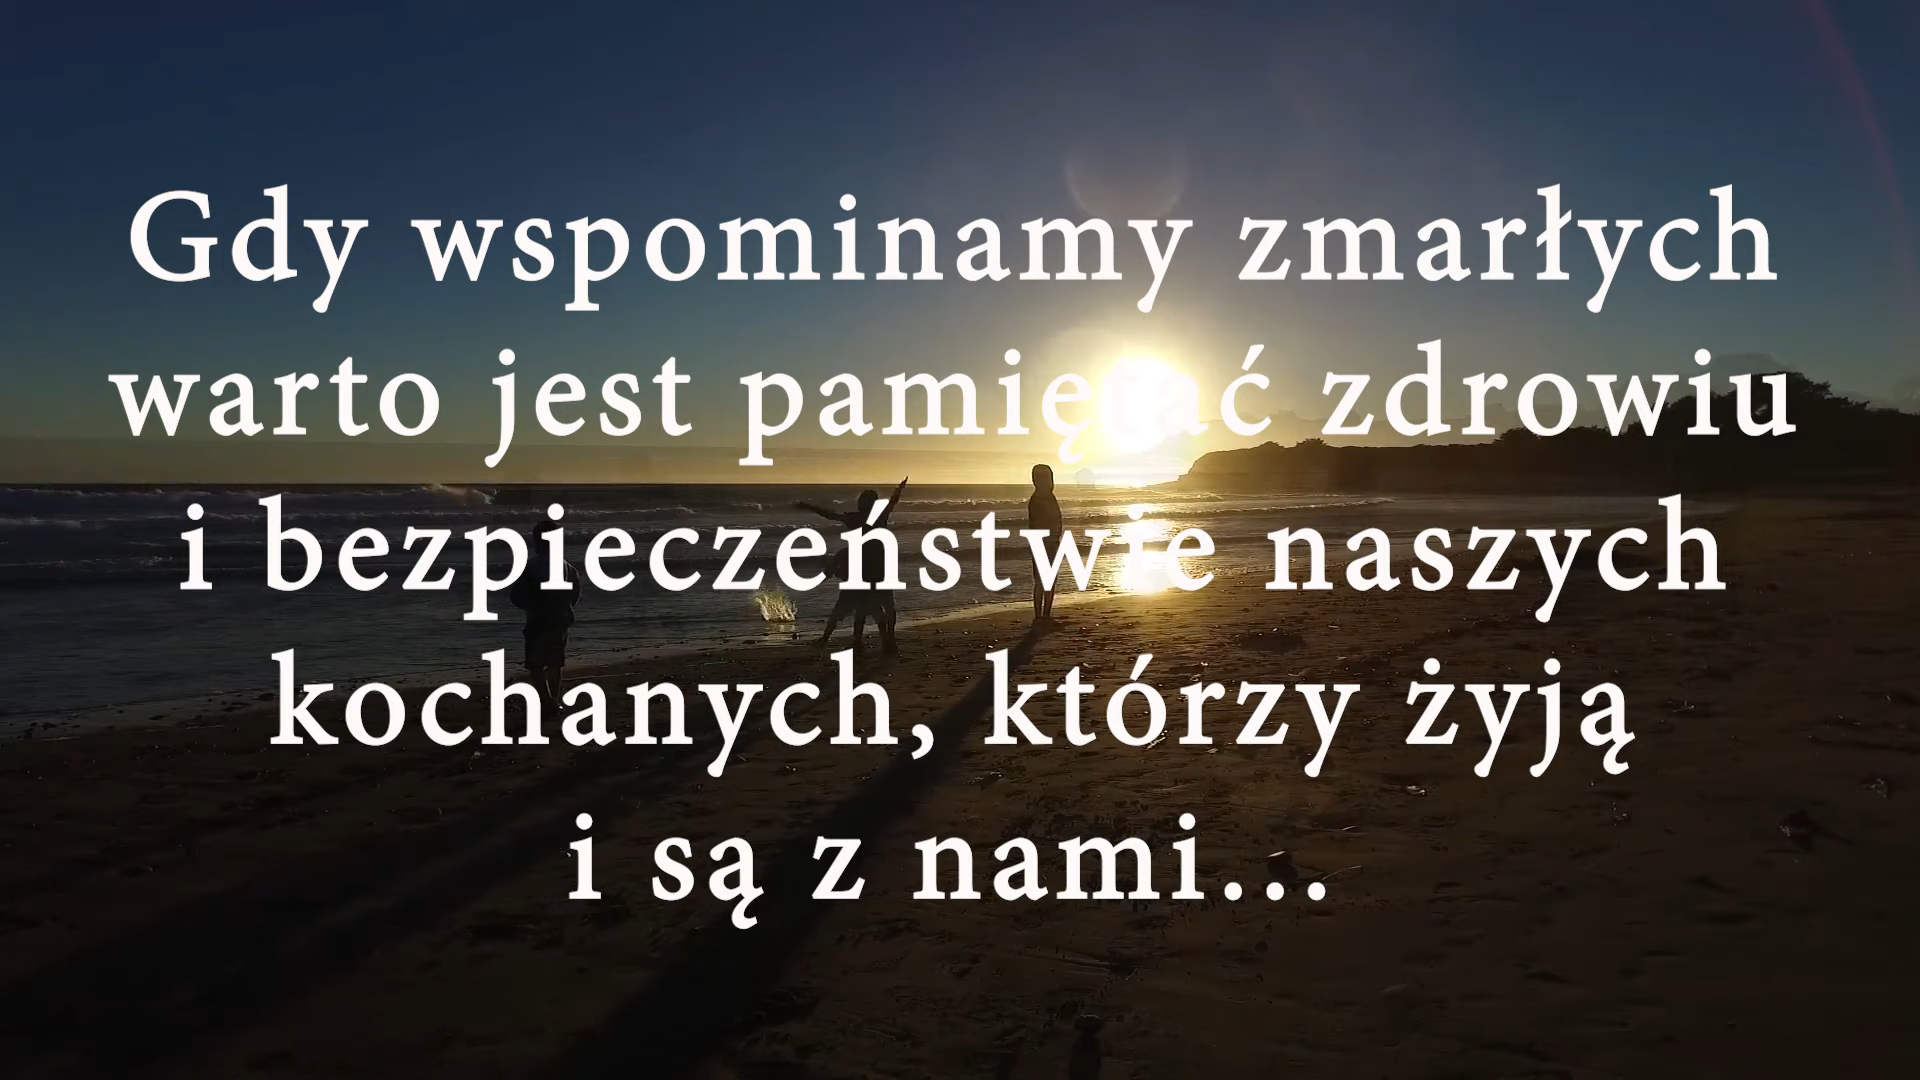 Gdy wspominamy zmarłych
warto jest pamiętać zdrowiu
i bezpieczeństwie naszych
kochanych, którzy żyją
i są z nami...